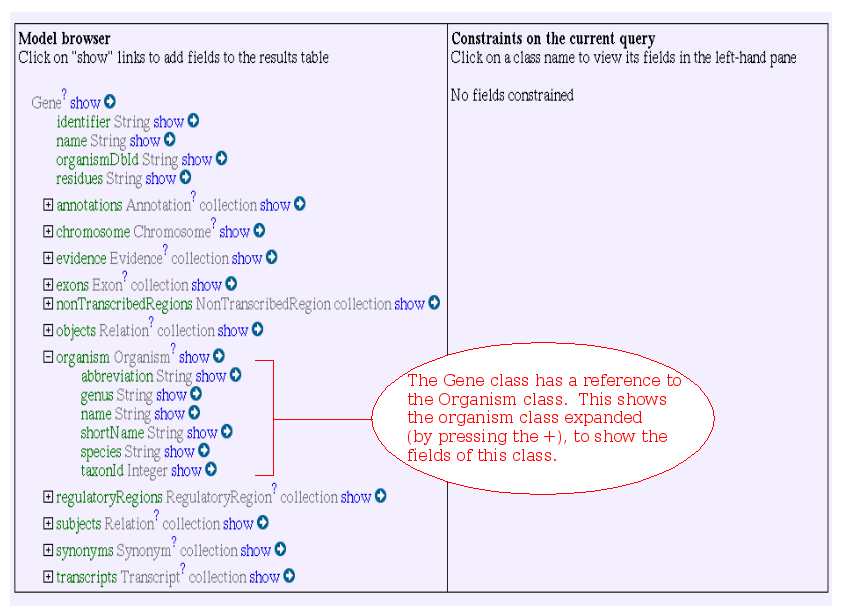 Model browser
Click on "show" links to add fields to the results table
Gene? show
identifier String show
name String show
organismDbId String show
residues String show
annotations Annotation? collection show
chromosome Chromosome? show
evidence Evidence? collection show
exons Exon? collection show
nonTranscribedRegions NonTranscribedRegion collection show
objects Relation? collection show
organism Organism? show
abbreviation String show
genus String show
name String show
shortName String show
species String show
taxonId Integer show
regulatoryRegions RegulatoryRegion? collection show
subjects Relation? collection show
synonyms Synonym? collection show
transcripts Transcript? collection show
Constraints on the current query
Click on a class name to view its fields in the left-hand pane
No fields constrained
The Gene class has a reference to
the Organism class.  This shows
the organism class expanded
(by pressing the +), to show the
fields of this class.